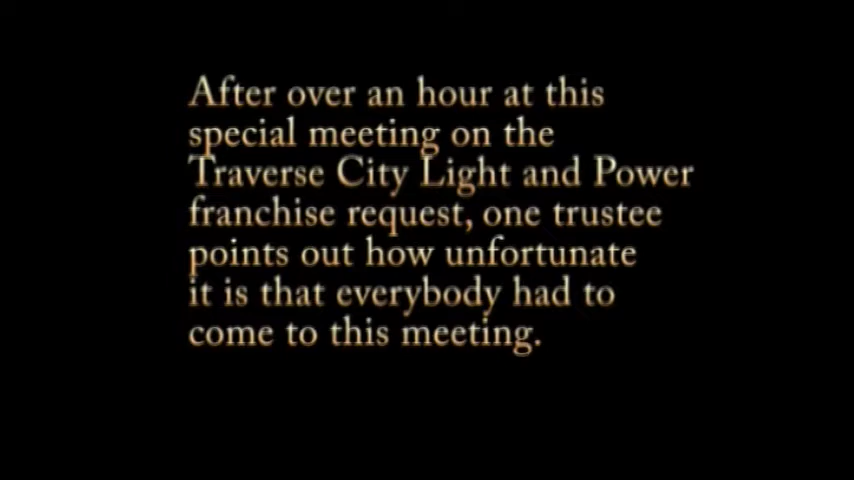 After over an hour at this
special meeting on the
Traverse City Light and Power
franchise request, one trustee
points out how unfortunate
it is that everybody had to
come to this meeting.